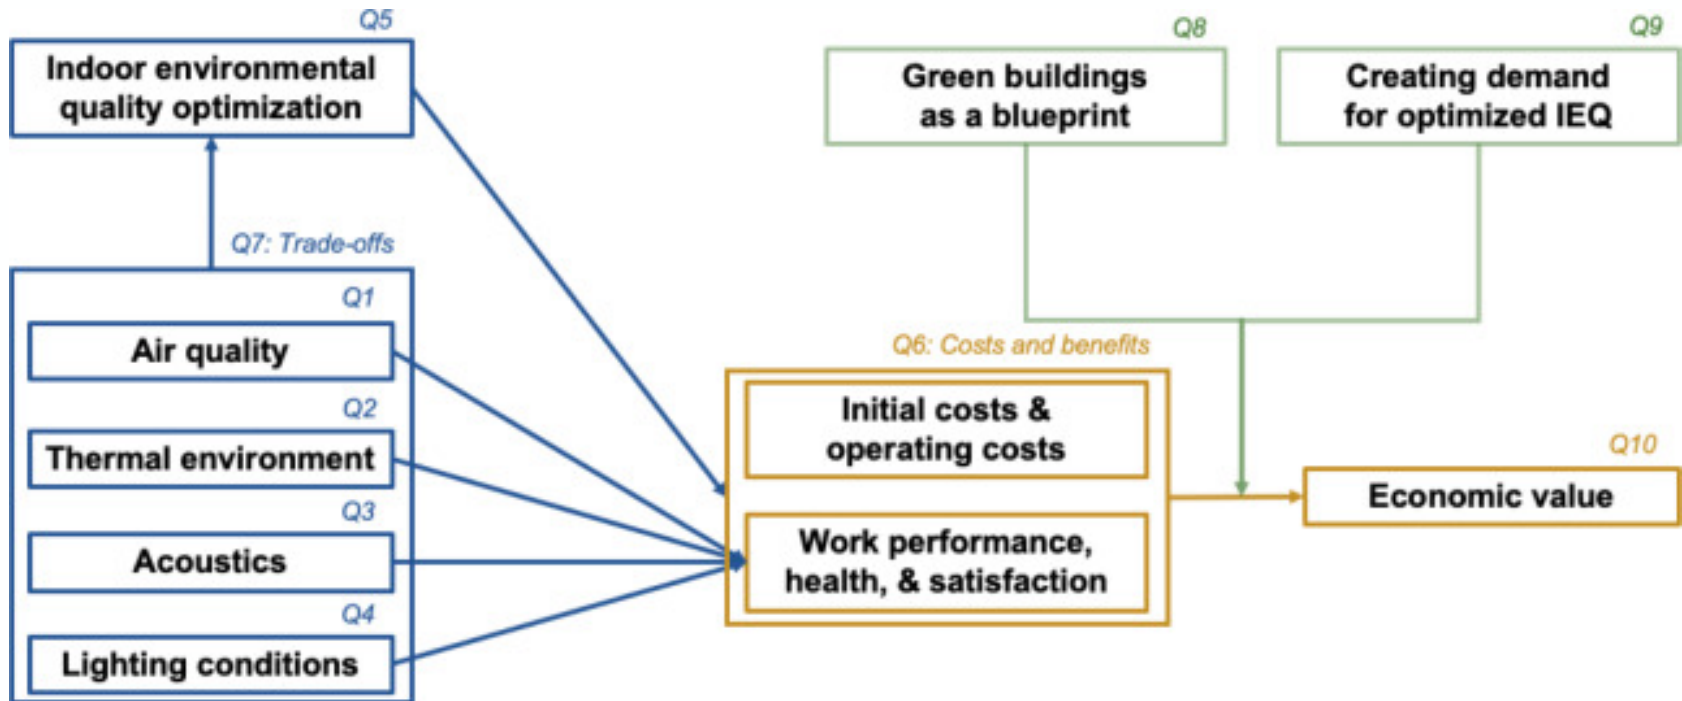 Q5
Indoor environmental
quality optimization
Q8
Green buildings
as a blueprint
Q9
Creating demand
for optimized IEQ
Q7: Trade-offs
Q1
Air quality
Q2
Thermal environment
Q3
Acoustics
Q4
Lighting conditions
Q6: Costs and benefits
Initial costs &
operating costs
Work performance,
health, & satisfaction
Q10
Economic value